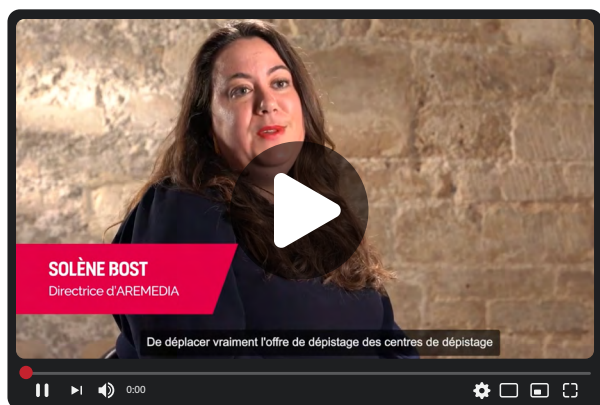 SOLÈNE BOST
Directrice d'AREMEDIA
De déplacer vraiment l'offre de dépistage des centres de dépistage
0:00